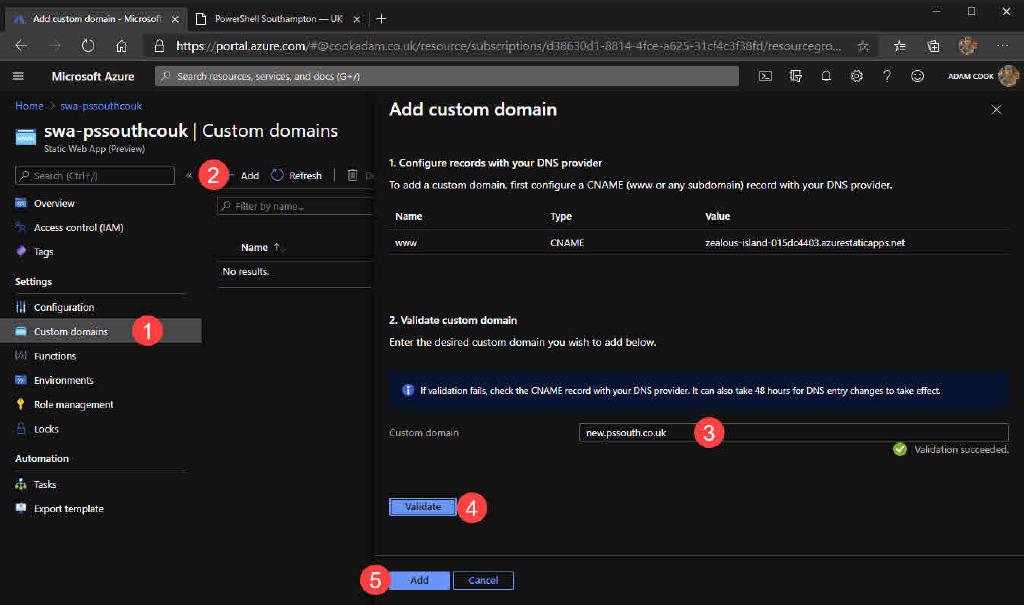 Add custom domain - Microsoft
PowerShell Southampton — UK
https://portal.azure.com/#@cookadam.co.uk/resource/subscriptions/d38630d1-8814-4fce-a625-31cf4c3f38fd/resourcegro...
Microsoft Azure
Search resources, services, and docs (G+/)
ADAM COOK
Home > swa-pssouthcouk
swa-pssouthcouk | Custom domains
Static Web App (Preview)
Search (Ctrl+/)
«
2
Add
Refresh
Overview
Access control (IAM)
Tags
Settings
Configuration
Custom domains
1
Functions
Environments
Role management
Locks
Automation
Tasks
Export template
Filter by name...
Name ↑
No results.
Add custom domain
1. Configure records with your DNS provider
To add a custom domain, first configure a CNAME (www or any subdomain) record with your DNS provider.
Name Type Value
www CNAME zealous-island-015dc4403.azurestaticapps.net
2. Validate custom domain
Enter the desired custom domain you wish to add below.
If validation fails, check the CNAME record with your DNS provider. It can also take 48 hours for DNS entry changes to take effect.
Custom domain new.pssouth.co.uk 3
Validation succeeded.
Validate 4
5 Add Cancel